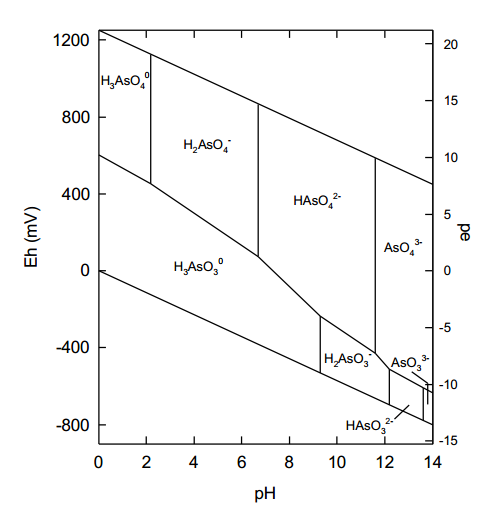 1200
800
400
0
-400
-800
Eh (mV)
20
15
10
5
0
-5
-10
-15
pe
H₃AsO₄⁰
H₂AsO₄⁻
HAsO₄²⁻
AsO₄³⁻
H₃AsO₃⁰
H₂AsO₃⁻
AsO₃³⁻
HAsO₃²⁻
0 2 4 6 8 10 12 14
pH